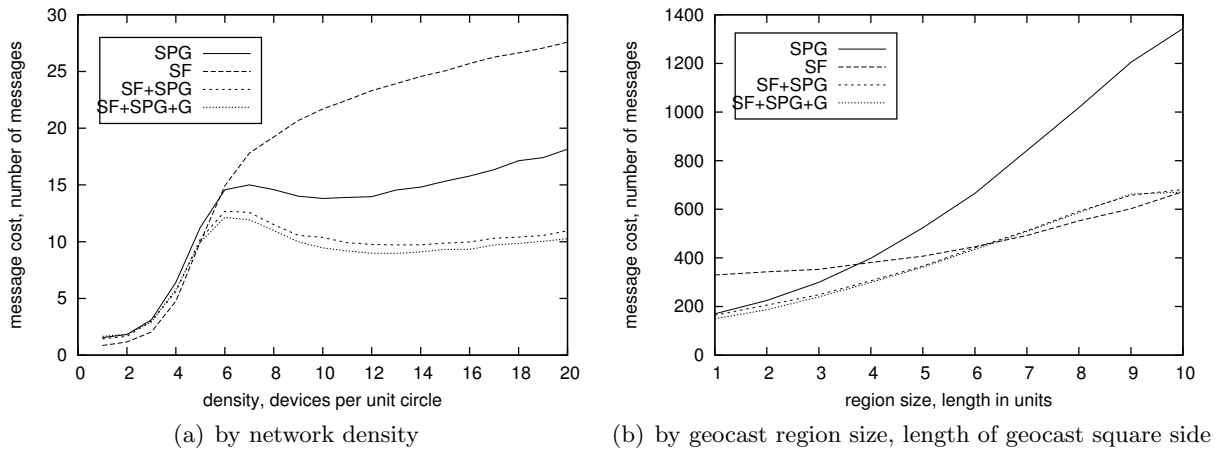 30
25
20
15
10
5
0
message cost, number of messages
SPG
SF
SF+SPG
SF+SPG+G
0 2 4 6 8 10 12 14 16 18 20
density, devices per unit circle
(a) by network density
1400
1200
1000
800
600
400
200
0
message cost, number of messages
SPG
SF
SF+SPG
SF+SPG+G
1 2 3 4 5 6 7 8 9 10
region size, length in units
(b) by geocast region size, length of geocast square side